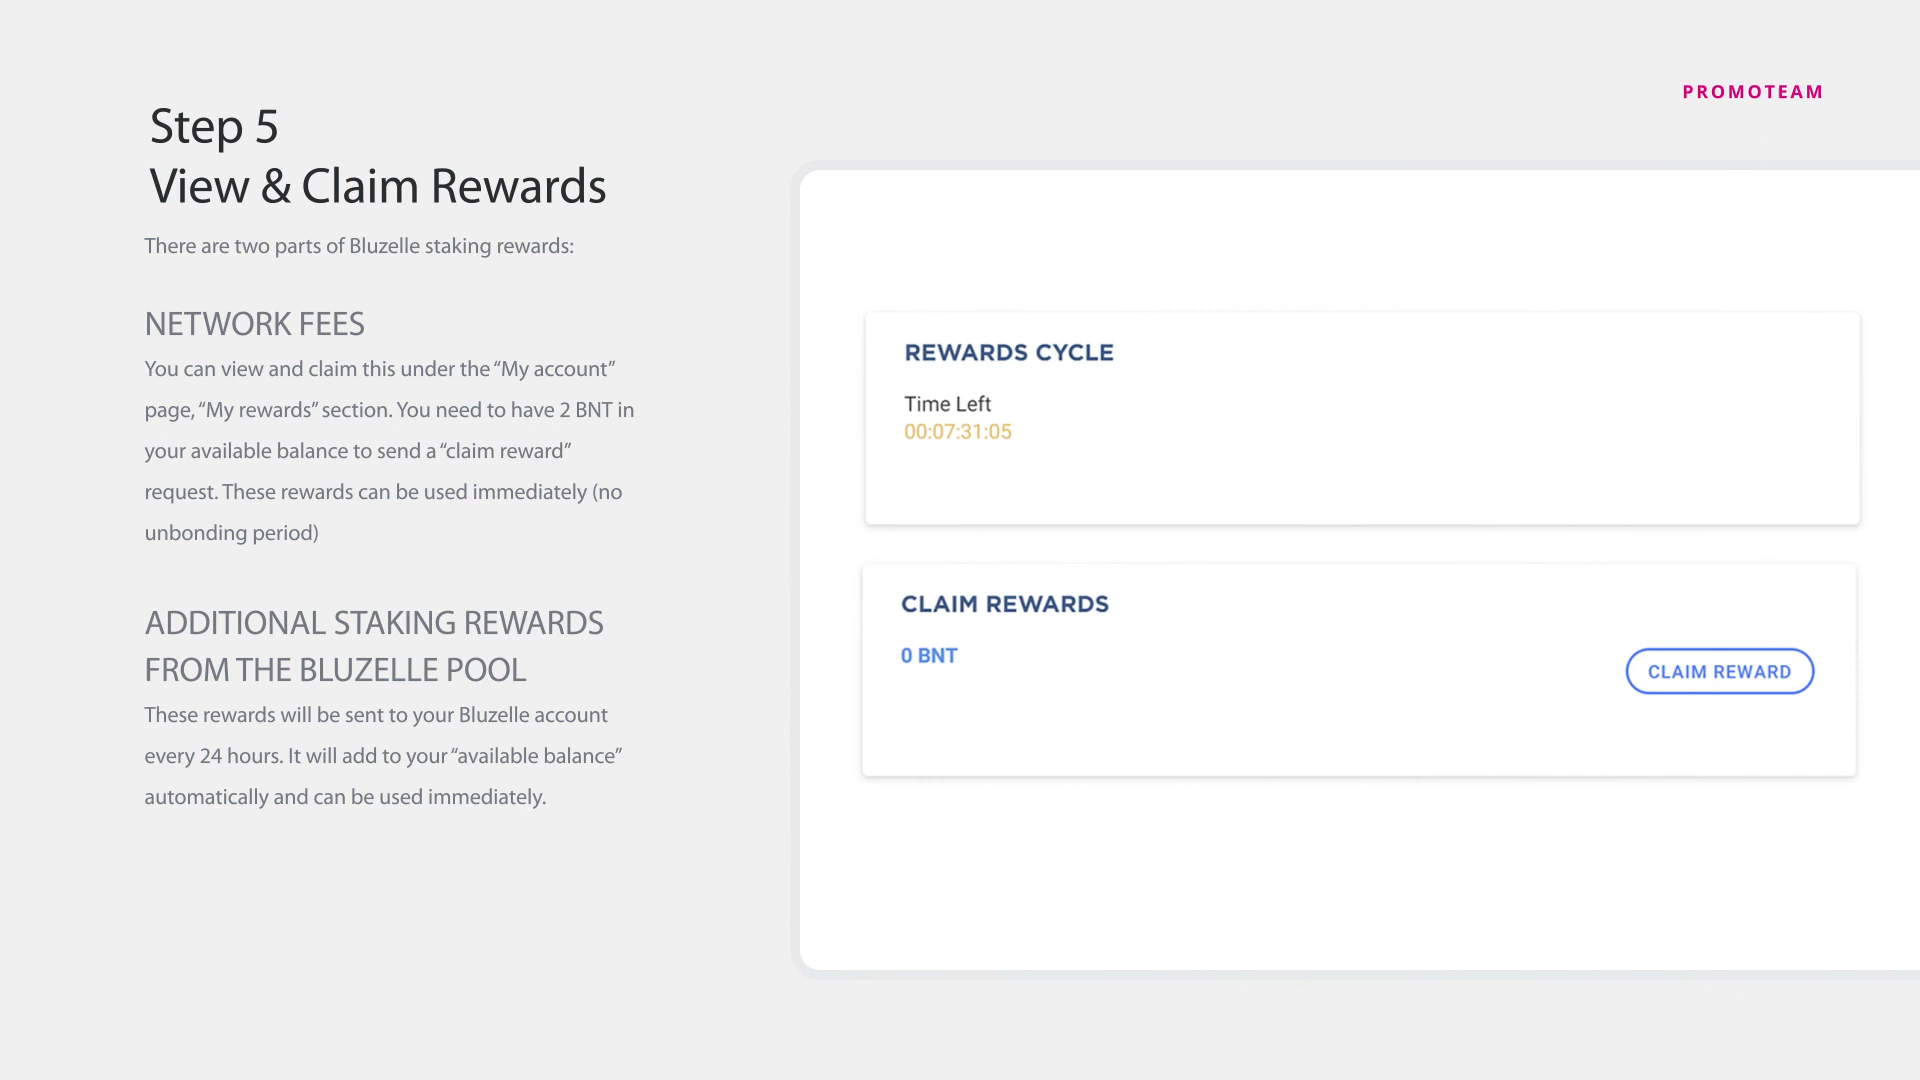 PROMOTEAM
Step 5
View & Claim Rewards
There are two parts of Bluzelle staking rewards:
NETWORK FEES
You can view and claim this under the “My account”
page, “My rewards” section. You need to have 2 BNT in
your available balance to send a “claim reward”
request. These rewards can be used immediately (no
unbonding period)
ADDITIONAL STAKING REWARDS
FROM THE BLUZELLE POOL
These rewards will be sent to your Bluzelle account
every 24 hours. It will add to your “available balance”
automatically and can be used immediately.
REWARDS CYCLE
Time Left
00:07:31:05
CLAIM REWARDS
0 BNT
CLAIM REWARD